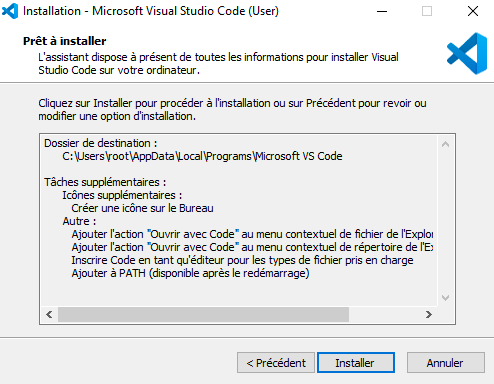 Installation - Microsoft Visual Studio Code (User)
Prêt à installer
L'assistant dispose à présent de toutes les informations pour installer Visual
Studio Code sur votre ordinateur.
Cliquez sur Installer pour procéder à l'installation ou sur Précédent pour revoir ou
modifier une option d'installation.
Dossier de destination :
C:\Users\root\AppData\Local\Programs\Microsoft VS Code
Tâches supplémentaires :
Icônes supplémentaires :
Créer une icône sur le Bureau
Autre :
Ajouter l'action "Ouvrir avec Code" au menu contextuel de fichier de l'Explor
Ajouter l'action "Ouvrir avec Code" au menu contextuel de répertoire de l'E
Inscrire Code en tant qu'éditeur pour les types de fichier pris en charge
Ajouter à PATH (disponible après le redémarrage)
< Précédent
Installer
Annuler